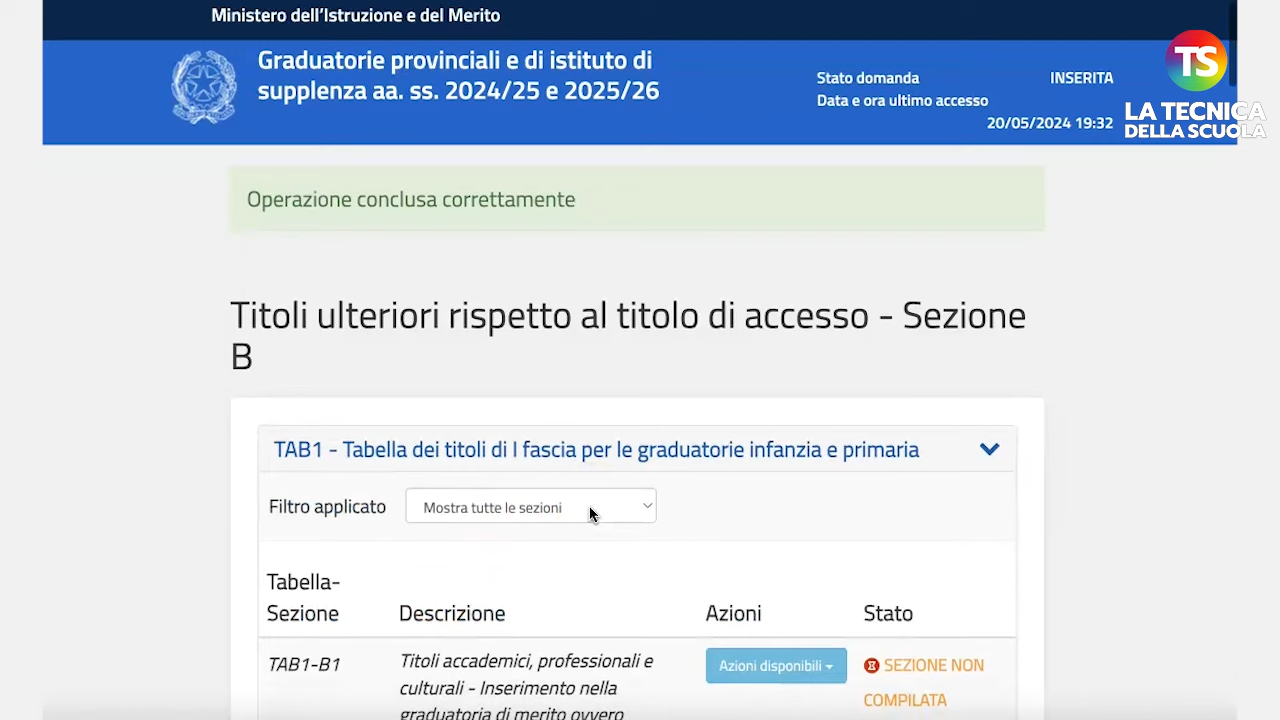 Ministero dell’Istruzione e del Merito
Graduatorie provinciali e di istituto di
supplenza aa. ss. 2024/25 e 2025/26
Stato domanda INSERITA
Data e ora ultimo accesso
20/05/2024 19:32
TS
LA TECNICA
DELLA SCUOLA
Operazione conclusa correttamente
Titoli ulteriori rispetto al titolo di accesso - Sezione
B
TAB1 - Tabella dei titoli di I fascia per le graduatorie infanzia e primaria
Filtro applicato Mostra tutte le sezioni
Tabella-
Sezione Descrizione Azioni Stato
TAB1-B1 Titoli accademici, professionali e Azioni disponibili SEZIONE NON
culturali - Inserimento nella COMPILATA
graduatoria di merito ovvero